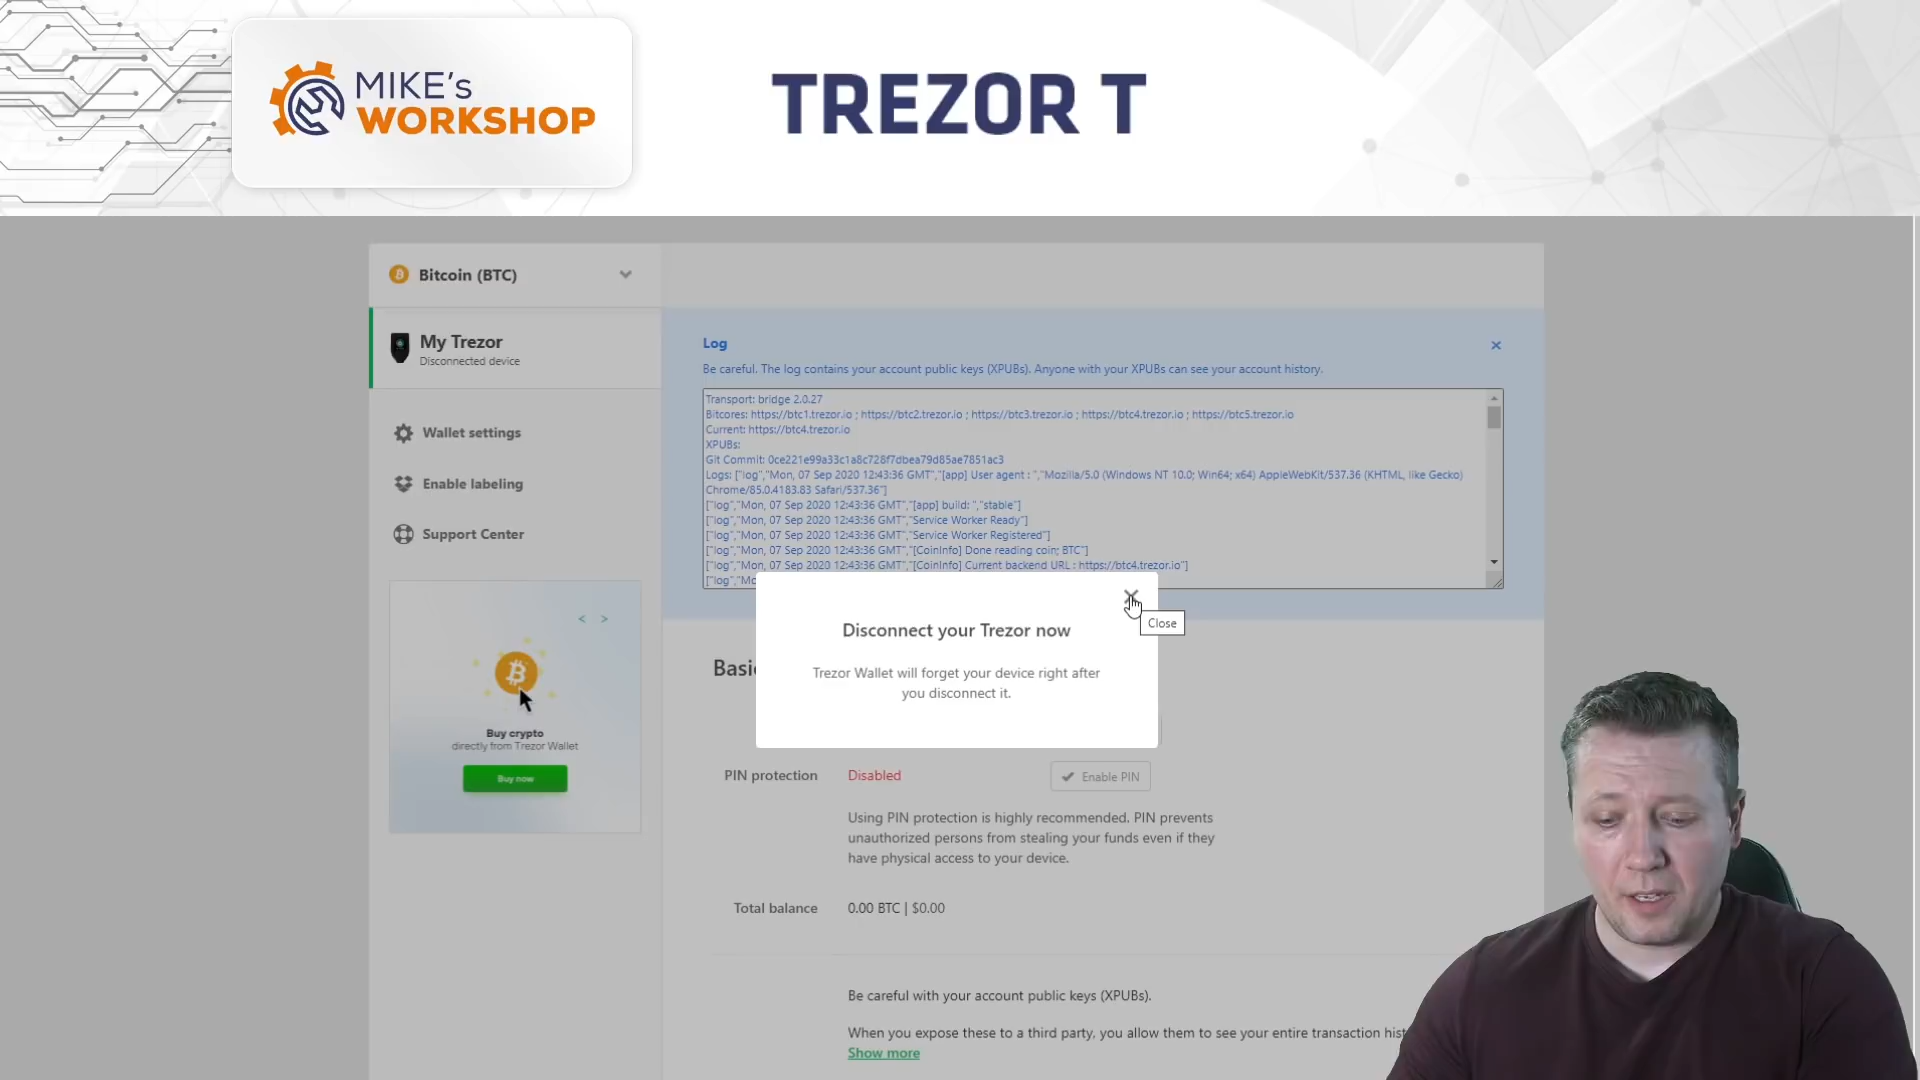 MIKE's
WORKSHOP
TREZOR T
Bitcoin (BTC)
My Trezor
Disconnected device
Wallet settings
Enable labeling
Support Center
< >
Buy crypto
directly from Trezor Wallet
Buy now
Log
Be careful. The log contains your account public keys (XPUBs). Anyone with your XPUBs can see your account history.
Transport: bridge 2.0.27
Bitcores: https://btc1.trezor.io ; https://btc2.trezor.io ; https://btc3.trezor.io ; https://btc4.trezor.io ; https://btc5.trezor.io
Current: https://btc4.trezor.io
XPUBs:
Git Commit: 0ce221e99a33c1a8c728f7dbea79d85ae7851ac3
Logs: ["log","Mon, 07 Sep 2020 12:43:36 GMT","[app] User agent : ","Mozilla/5.0 (Windows NT 10.0; Win64; x64) AppleWebKit/537.36 (KHTML, like Gecko)
Chrome/85.0.4183.83 Safari/537.36"]
["log","Mon, 07 Sep 2020 12:43:36 GMT","[app] build: ","stable"]
["log","Mon, 07 Sep 2020 12:43:36 GMT","Service Worker Ready"]
["log","Mon, 07 Sep 2020 12:43:36 GMT","Service Worker Registered"]
["log","Mon, 07 Sep 2020 12:43:36 GMT","[CoinInfo] Done reading coin; BTC"]
["log","Mon, 07 Sep 2020 12:43:36 GMT","[CoinInfo] Current backend URL : https://btc4.trezor.io"]
["log","Mo
Close
Disconnect your Trezor now
Trezor Wallet will forget your device right after
you disconnect it.
Basi
PIN protection Disabled Enable PIN
Using PIN protection is highly recommended. PIN prevents
unauthorized persons from stealing your funds even if they
have physical access to your device.
Total balance 0.00 BTC | $0.00
Be careful with your account public keys (XPUBs).
When you expose these to a third party, you allow them to see your entire transaction hist
Show more